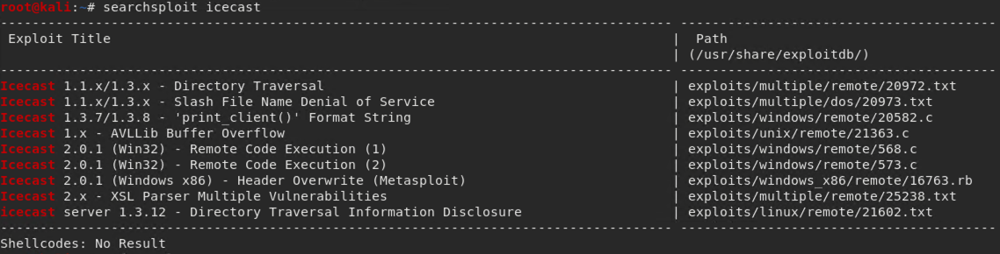 root@kali:~# searchsploit icecast
--------------------------------------------------------------------------------------- ----------------------------------------
 Exploit Title | Path
 | (/usr/share/exploitdb/)
--------------------------------------------------------------------------------------- ----------------------------------------
Icecast 1.1.x/1.3.x - Directory Traversal | exploits/multiple/remote/20972.txt
Icecast 1.1.x/1.3.x - Slash File Name Denial of Service | exploits/multiple/dos/20973.txt
Icecast 1.3.7/1.3.8 - 'print_client()' Format String | exploits/windows/remote/20582.c
Icecast 1.x - AVLLib Buffer Overflow | exploits/unix/remote/21363.c
Icecast 2.0.1 (Win32) - Remote Code Execution (1) | exploits/windows/remote/568.c
Icecast 2.0.1 (Win32) - Remote Code Execution (2) | exploits/windows/remote/573.c
Icecast 2.0.1 (Windows x86) - Header Overwrite (Metasploit) | exploits/windows_x86/remote/16763.rb
Icecast 2.x - XSL Parser Multiple Vulnerabilities | exploits/multiple/remote/25238.txt
icecast server 1.3.12 - Directory Traversal Information Disclosure | exploits/linux/remote/21602.txt
--------------------------------------------------------------------------------------- ----------------------------------------
Shellcodes: No Result